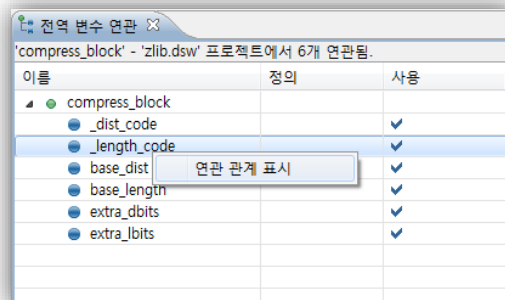 전역 변수 연관
'compress_block' - 'zlib.dsw' 프로젝트에서 6개 연관됨.
이름 정의 사용
compress_block
_dist_code
_length_code
base_dist
연관 관계 표시
base_length
extra_dbits
extra_lbits